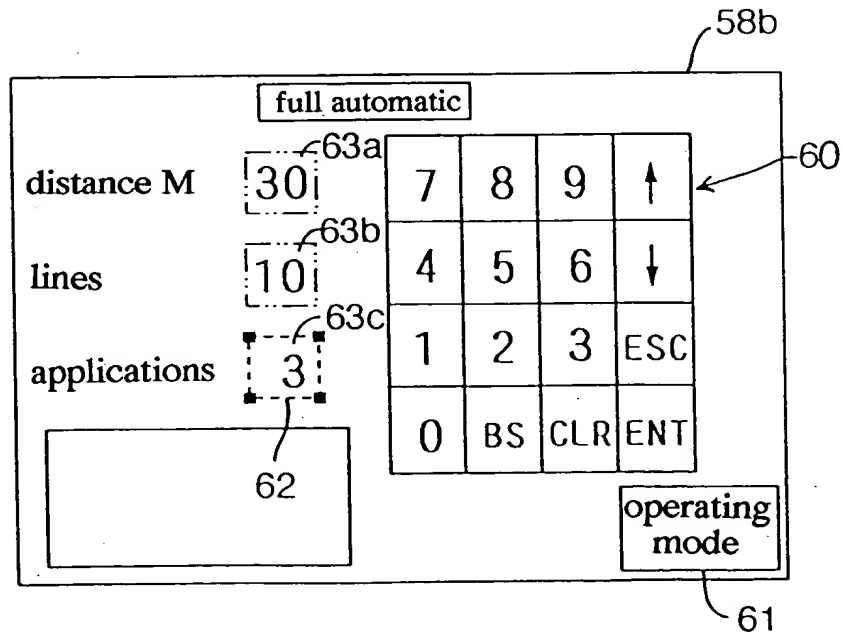 58b
full automatic
63a
distance M 30 7 8 9 ↑ 60
63b
lines 10 4 5 6 ↓
63c
applications 3 1 2 3 ESC
0 BS CLR ENT
62
operating
mode
61